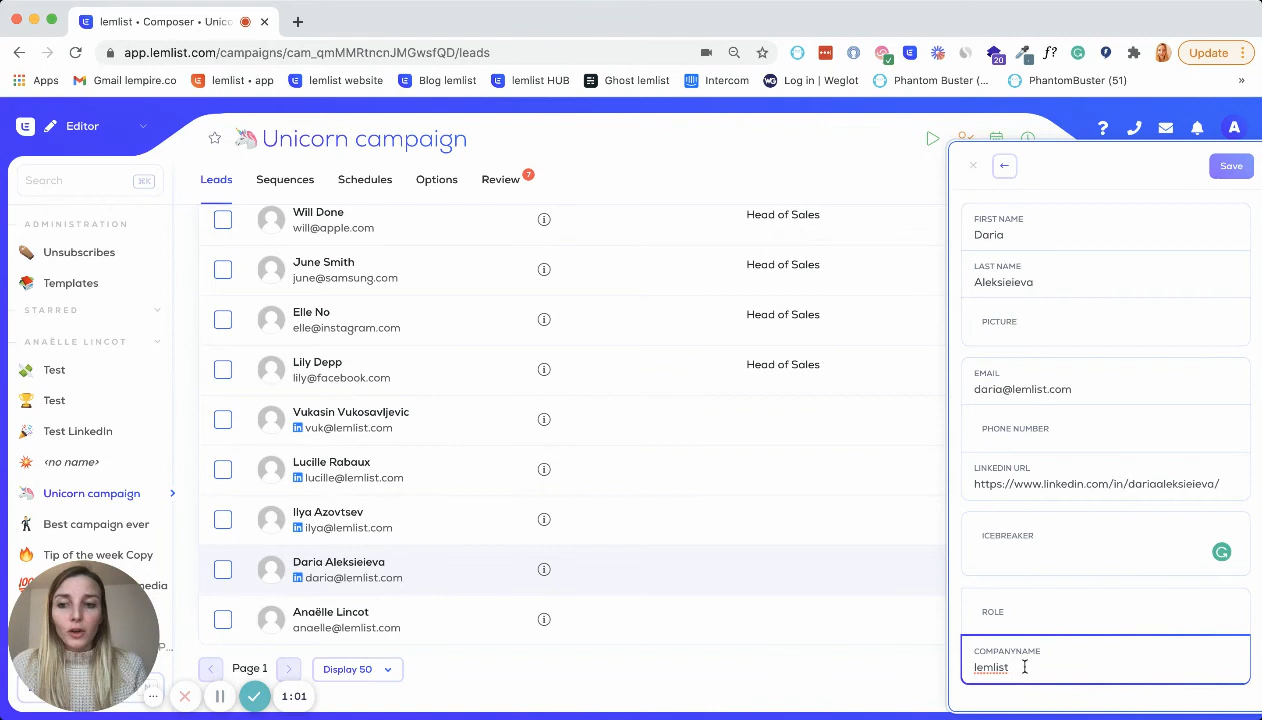 lemlist • Composer • Unico
app.lemlist.com/campaigns/cam_qmMMRtncnJMGwsfQD/leads
20
f?
Update
Apps
Gmail lempire.co
lemlist • app
lemlist website
Blog lemlist
lemlist HUB
Ghost lemlist
Intercom
Log in | Weglot
Phantom Buster (...
PhantomBuster (51)
»
Editor
🦄 Unicorn campaign
? A
Search ⌘K
Leads
Sequences
Schedules
Options
Review 7
ADMINISTRATION
Unsubscribes
Templates
STARRED
ANAËLLE LINCOT
Test
Test
Test LinkedIn
<no name>
Unicorn campaign
Best campaign ever
Tip of the week Copy
media
P...
Will Done
will@apple.com
Head of Sales
June Smith
june@samsung.com
Head of Sales
Elle No
elle@instagram.com
Head of Sales
Lily Depp
lily@facebook.com
Head of Sales
Vukasin Vukosavljevic
in vuk@lemlist.com
Lucille Rabaux
in lucille@lemlist.com
Ilya Azovtsev
in ilya@lemlist.com
Daria Aleksieieva
in daria@lemlist.com
Anaëlle Lincot
anaelle@lemlist.com
Page 1
Display 50
1:01
Save
FIRST NAME
Daria
LAST NAME
Aleksieieva
PICTURE
EMAIL
daria@lemlist.com
PHONE NUMBER
LINKEDIN URL
https://www.linkedin.com/in/dariaaleksieieva/
ICEBREAKER
ROLE
COMPANYNAME
lemlist